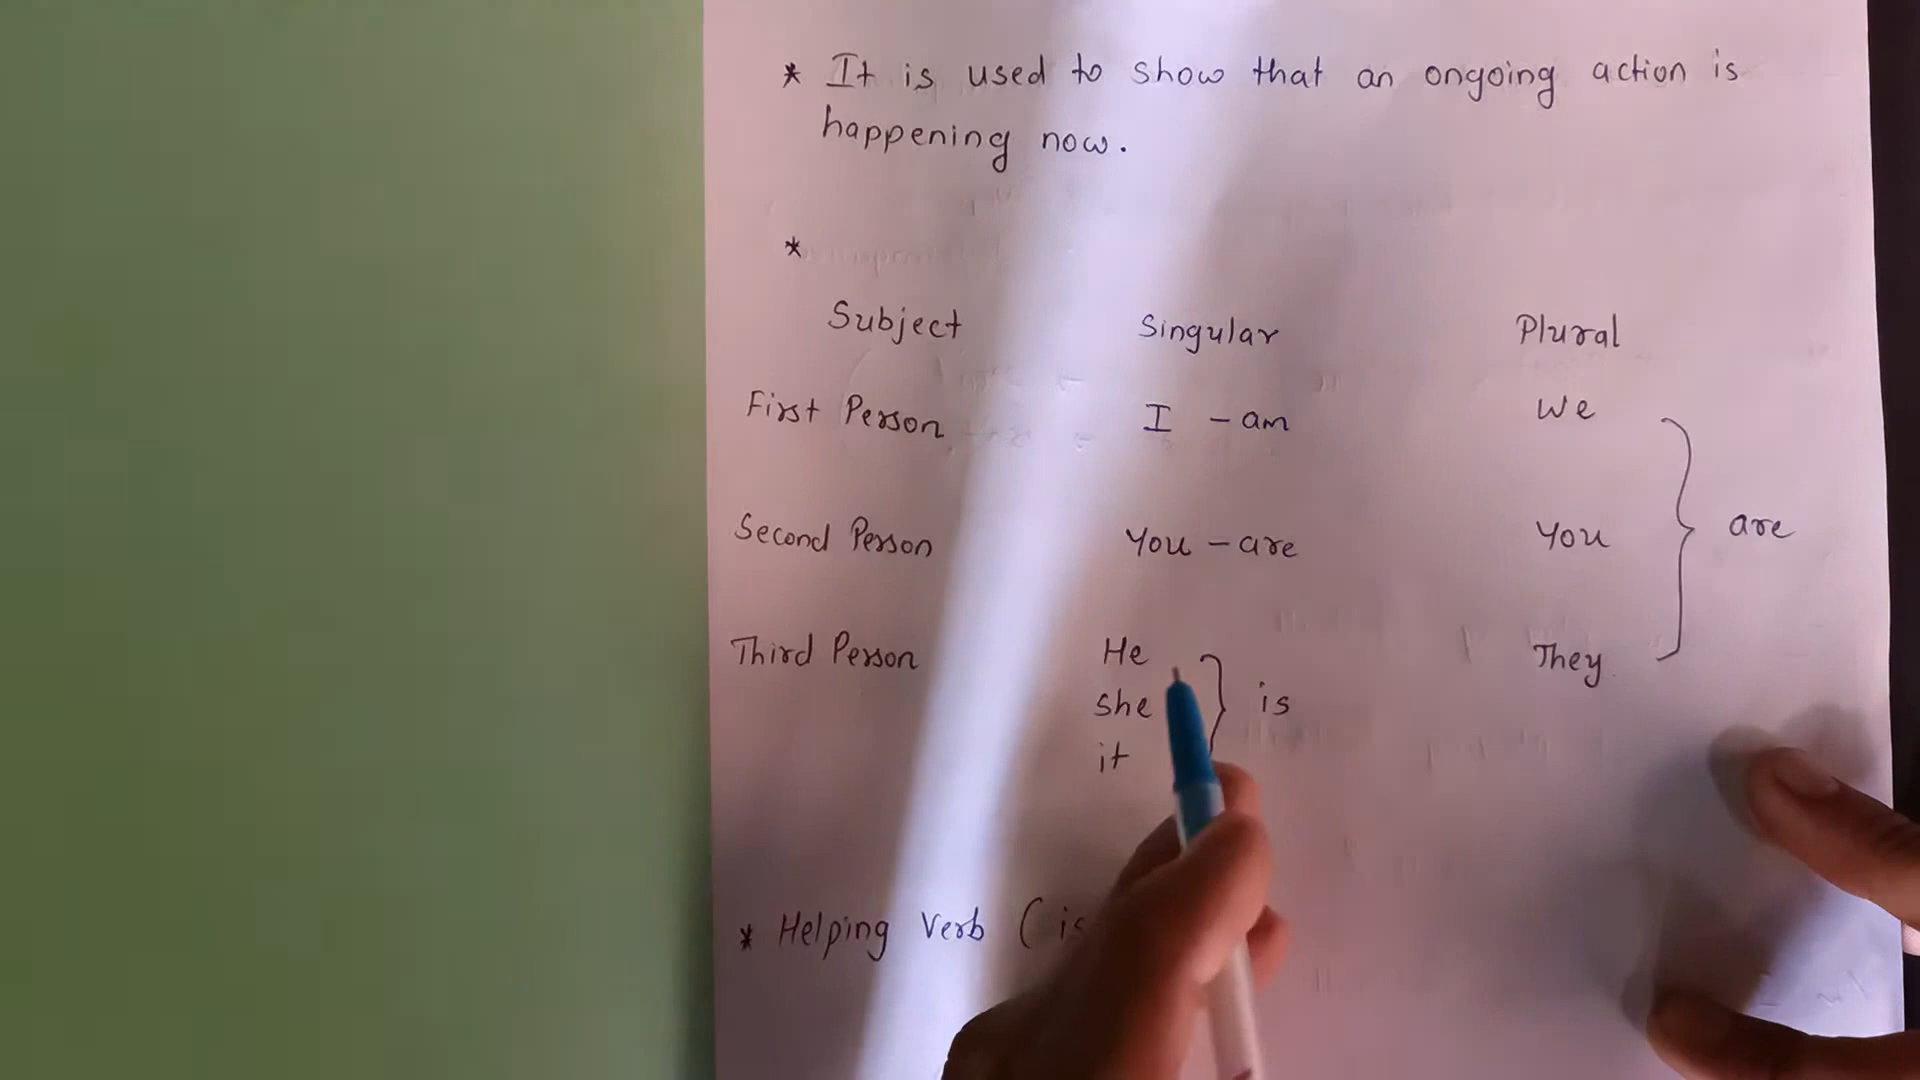 * It is used to show that an ongoing action is
happening now.
*
Subject Singular Plural
First Person I - am We
Second Person You - are You } are
Third Person He They
She } is
it
* Helping Verb ( is